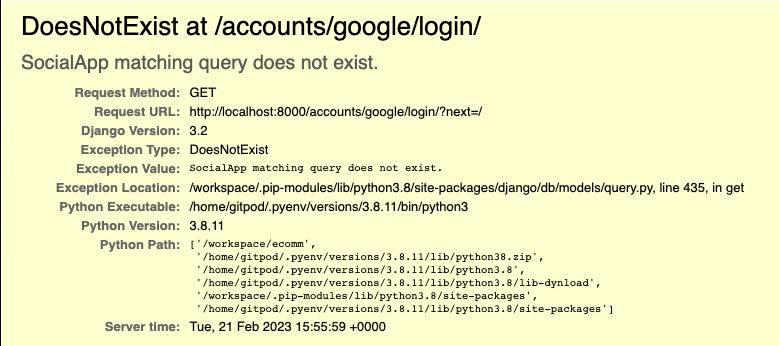 DoesNotExist at /accounts/google/login/
SocialApp matching query does not exist.
Request Method: GET
Request URL: http://localhost:8000/accounts/google/login/?next=/
Django Version: 3.2
Exception Type: DoesNotExist
Exception Value: SocialApp matching query does not exist.
Exception Location: /workspace/.pip-modules/lib/python3.8/site-packages/django/db/models/query.py, line 435, in get
Python Executable: /home/gitpod/.pyenv/versions/3.8.11/bin/python3
Python Version: 3.8.11
Python Path: ['/workspace/ecomm',
'/home/gitpod/.pyenv/versions/3.8.11/lib/python38.zip',
'/home/gitpod/.pyenv/versions/3.8.11/lib/python3.8',
'/home/gitpod/.pyenv/versions/3.8.11/lib/python3.8/lib-dynload',
'/workspace/.pip-modules/lib/python3.8/site-packages',
'/home/gitpod/.pyenv/versions/3.8.11/lib/python3.8/site-packages']
Server time: Tue, 21 Feb 2023 15:55:59 +0000